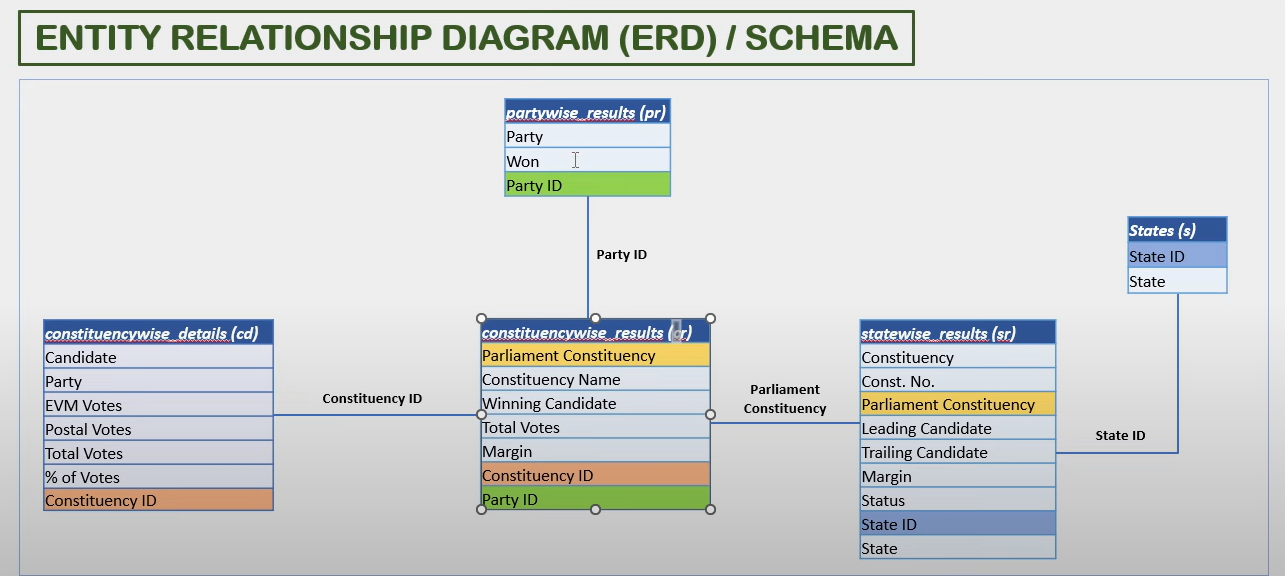 ENTITY RELATIONSHIP DIAGRAM (ERD) / SCHEMA
partywise_results (pr)
Party
Won
Party ID
Party ID
States (s)
State ID
State
constituencywise_details (cd)
Candidate
Party
EVM Votes
Postal Votes
Total Votes
% of Votes
Constituency ID
Constituency ID
constituencywise_results (cr)
Parliament Constituency
Constituency Name
Winning Candidate
Total Votes
Margin
Constituency ID
Party ID
Parliament
Constituency
statewise_results (sr)
Constituency
Const. No.
Parliament Constituency
Leading Candidate
Trailing Candidate
Margin
Status
State ID
State
State ID